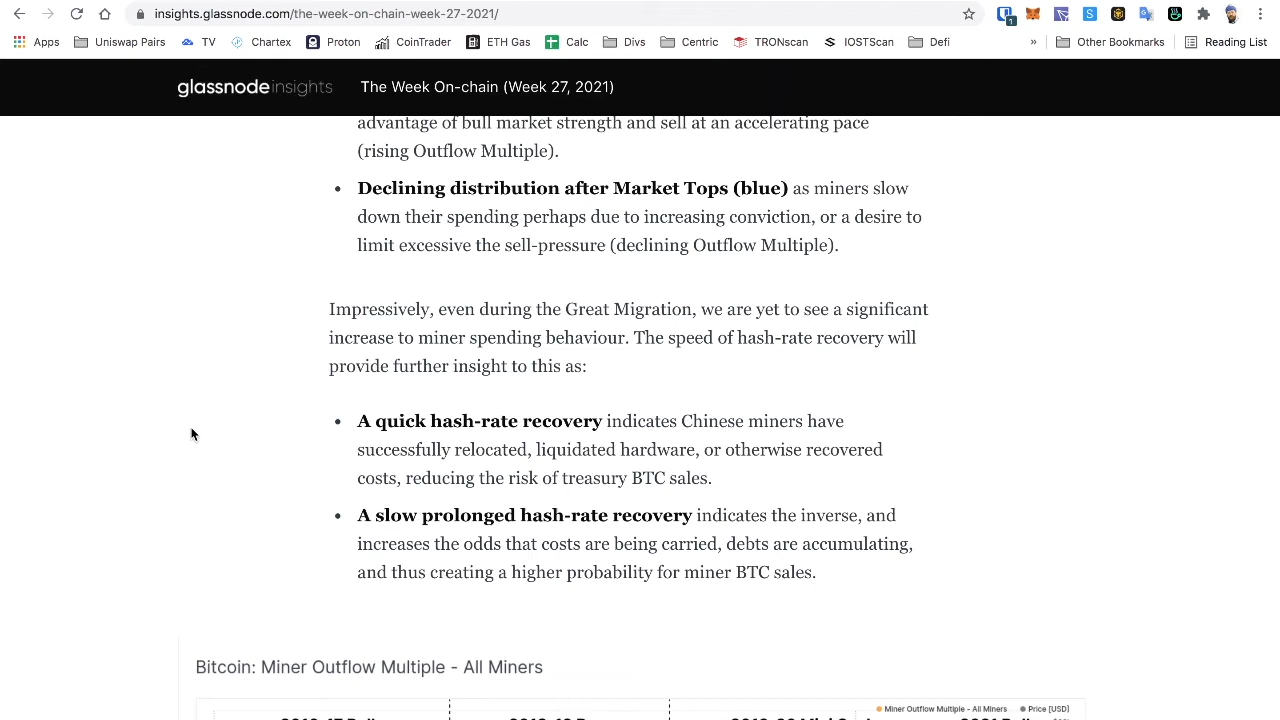 insights.glassnode.com/the-week-on-chain-week-27-2021/
Apps Uniswap Pairs TV Chartex Proton CoinTrader ETH Gas Calc Divs Centric TRONscan IOSTScan Defi » Other Bookmarks Reading List
glassnodeinsights The Week On-chain (Week 27, 2021)
advantage of bull market strength and sell at an accelerating pace
(rising Outflow Multiple).
• Declining distribution after Market Tops (blue) as miners slow
down their spending perhaps due to increasing conviction, or a desire to
limit excessive the sell-pressure (declining Outflow Multiple).
Impressively, even during the Great Migration, we are yet to see a significant
increase to miner spending behaviour. The speed of hash-rate recovery will
provide further insight to this as:
• A quick hash-rate recovery indicates Chinese miners have
successfully relocated, liquidated hardware, or otherwise recovered
costs, reducing the risk of treasury BTC sales.
• A slow prolonged hash-rate recovery indicates the inverse, and
increases the odds that costs are being carried, debts are accumulating,
and thus creating a higher probability for miner BTC sales.
Bitcoin: Miner Outflow Multiple - All Miners
Miner Outflow Multiple - All Miners Price [USD]